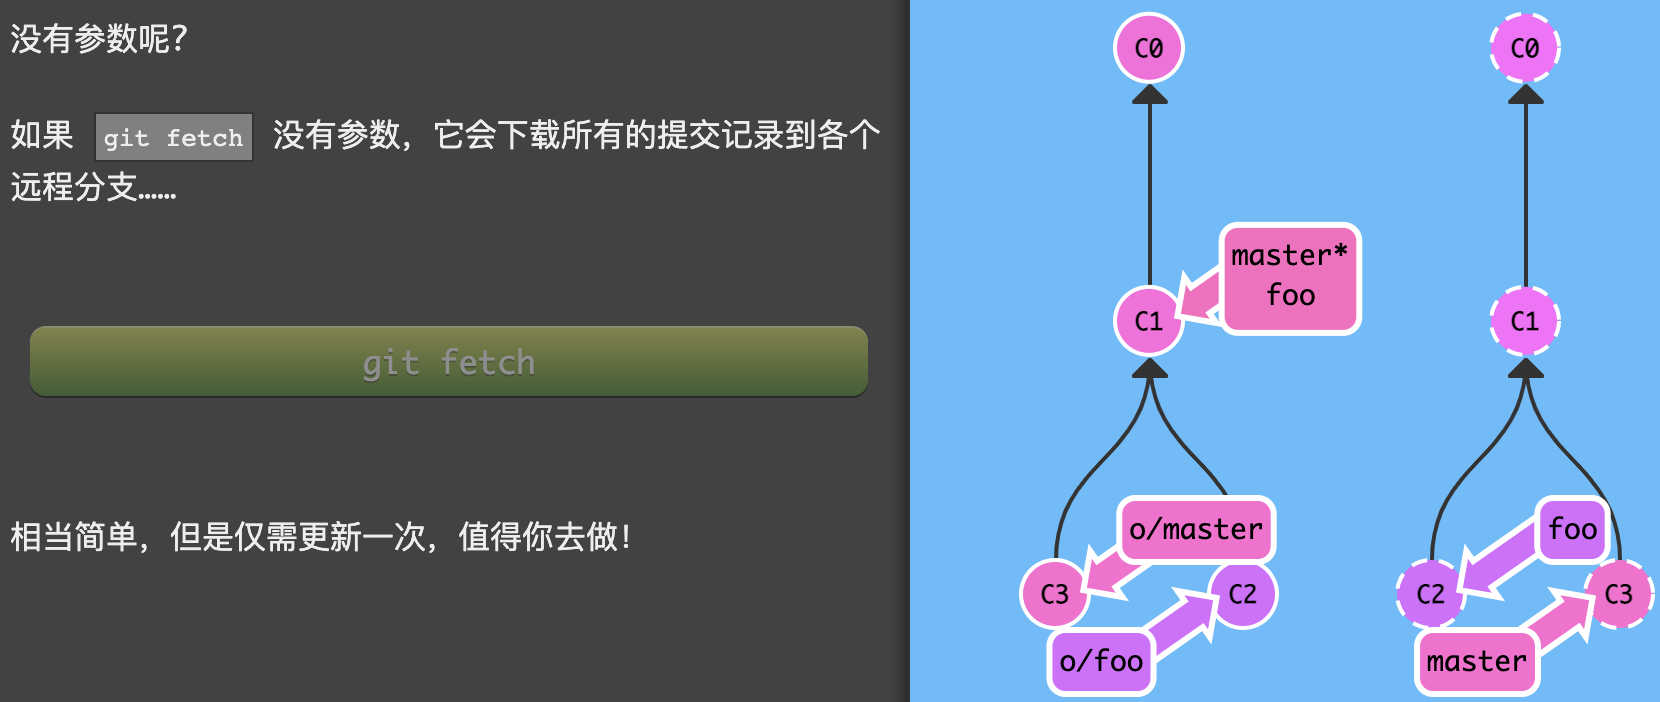 没有参数呢？
如果 git fetch 没有参数，它会下载所有的提交记录到各个
远程分支……
git fetch
相当简单，但是仅需更新一次，值得你去做！
C0
C1
master*
foo
o/master
C3
C2
o/foo
C0
C1
foo
C2
C3
master